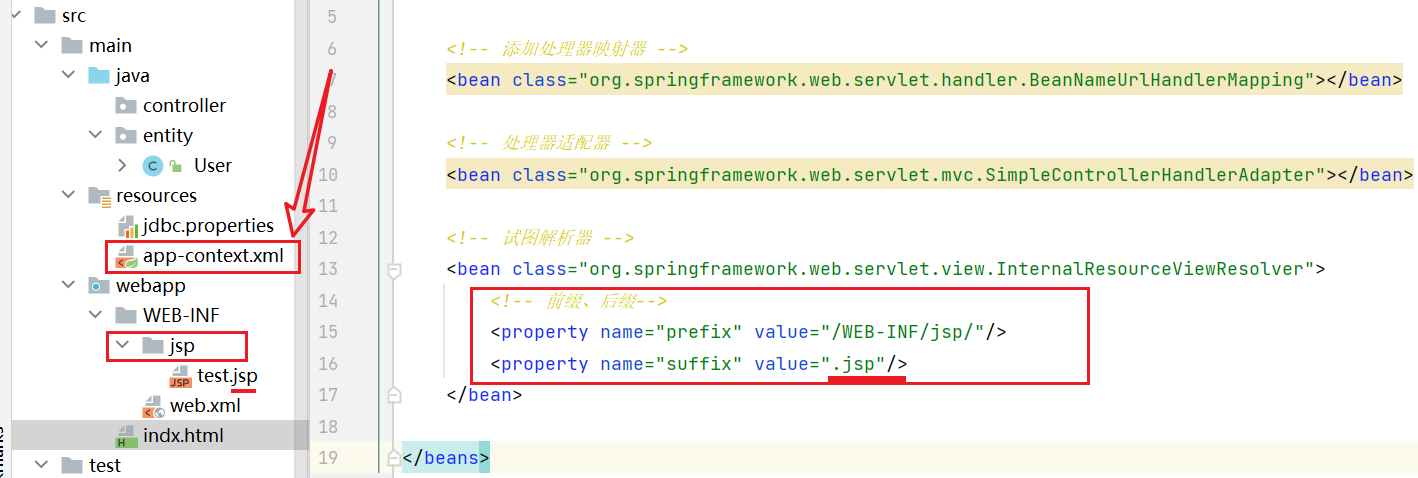 src
main
java
controller
entity
User
resources
jdbc.properties
app-context.xml
webapp
WEB-INF
jsp
test.jsp
web.xml
indx.html
test
5
6 <!-- 添加处理器映射器 -->
7 <bean class="org.springframework.web.servlet.handler.BeanNameUrlHandlerMapping"></bean>
8
9 <!-- 处理器适配器 -->
10 <bean class="org.springframework.web.servlet.mvc.SimpleControllerHandlerAdapter"></bean>
11
12 <!-- 试图解析器 -->
13 <bean class="org.springframework.web.servlet.view.InternalResourceViewResolver">
14 <!-- 前缀、后缀-->
15 <property name="prefix" value="/WEB-INF/jsp/"/>
16 <property name="suffix" value=".jsp"/>
17 </bean>
18
19 </beans>